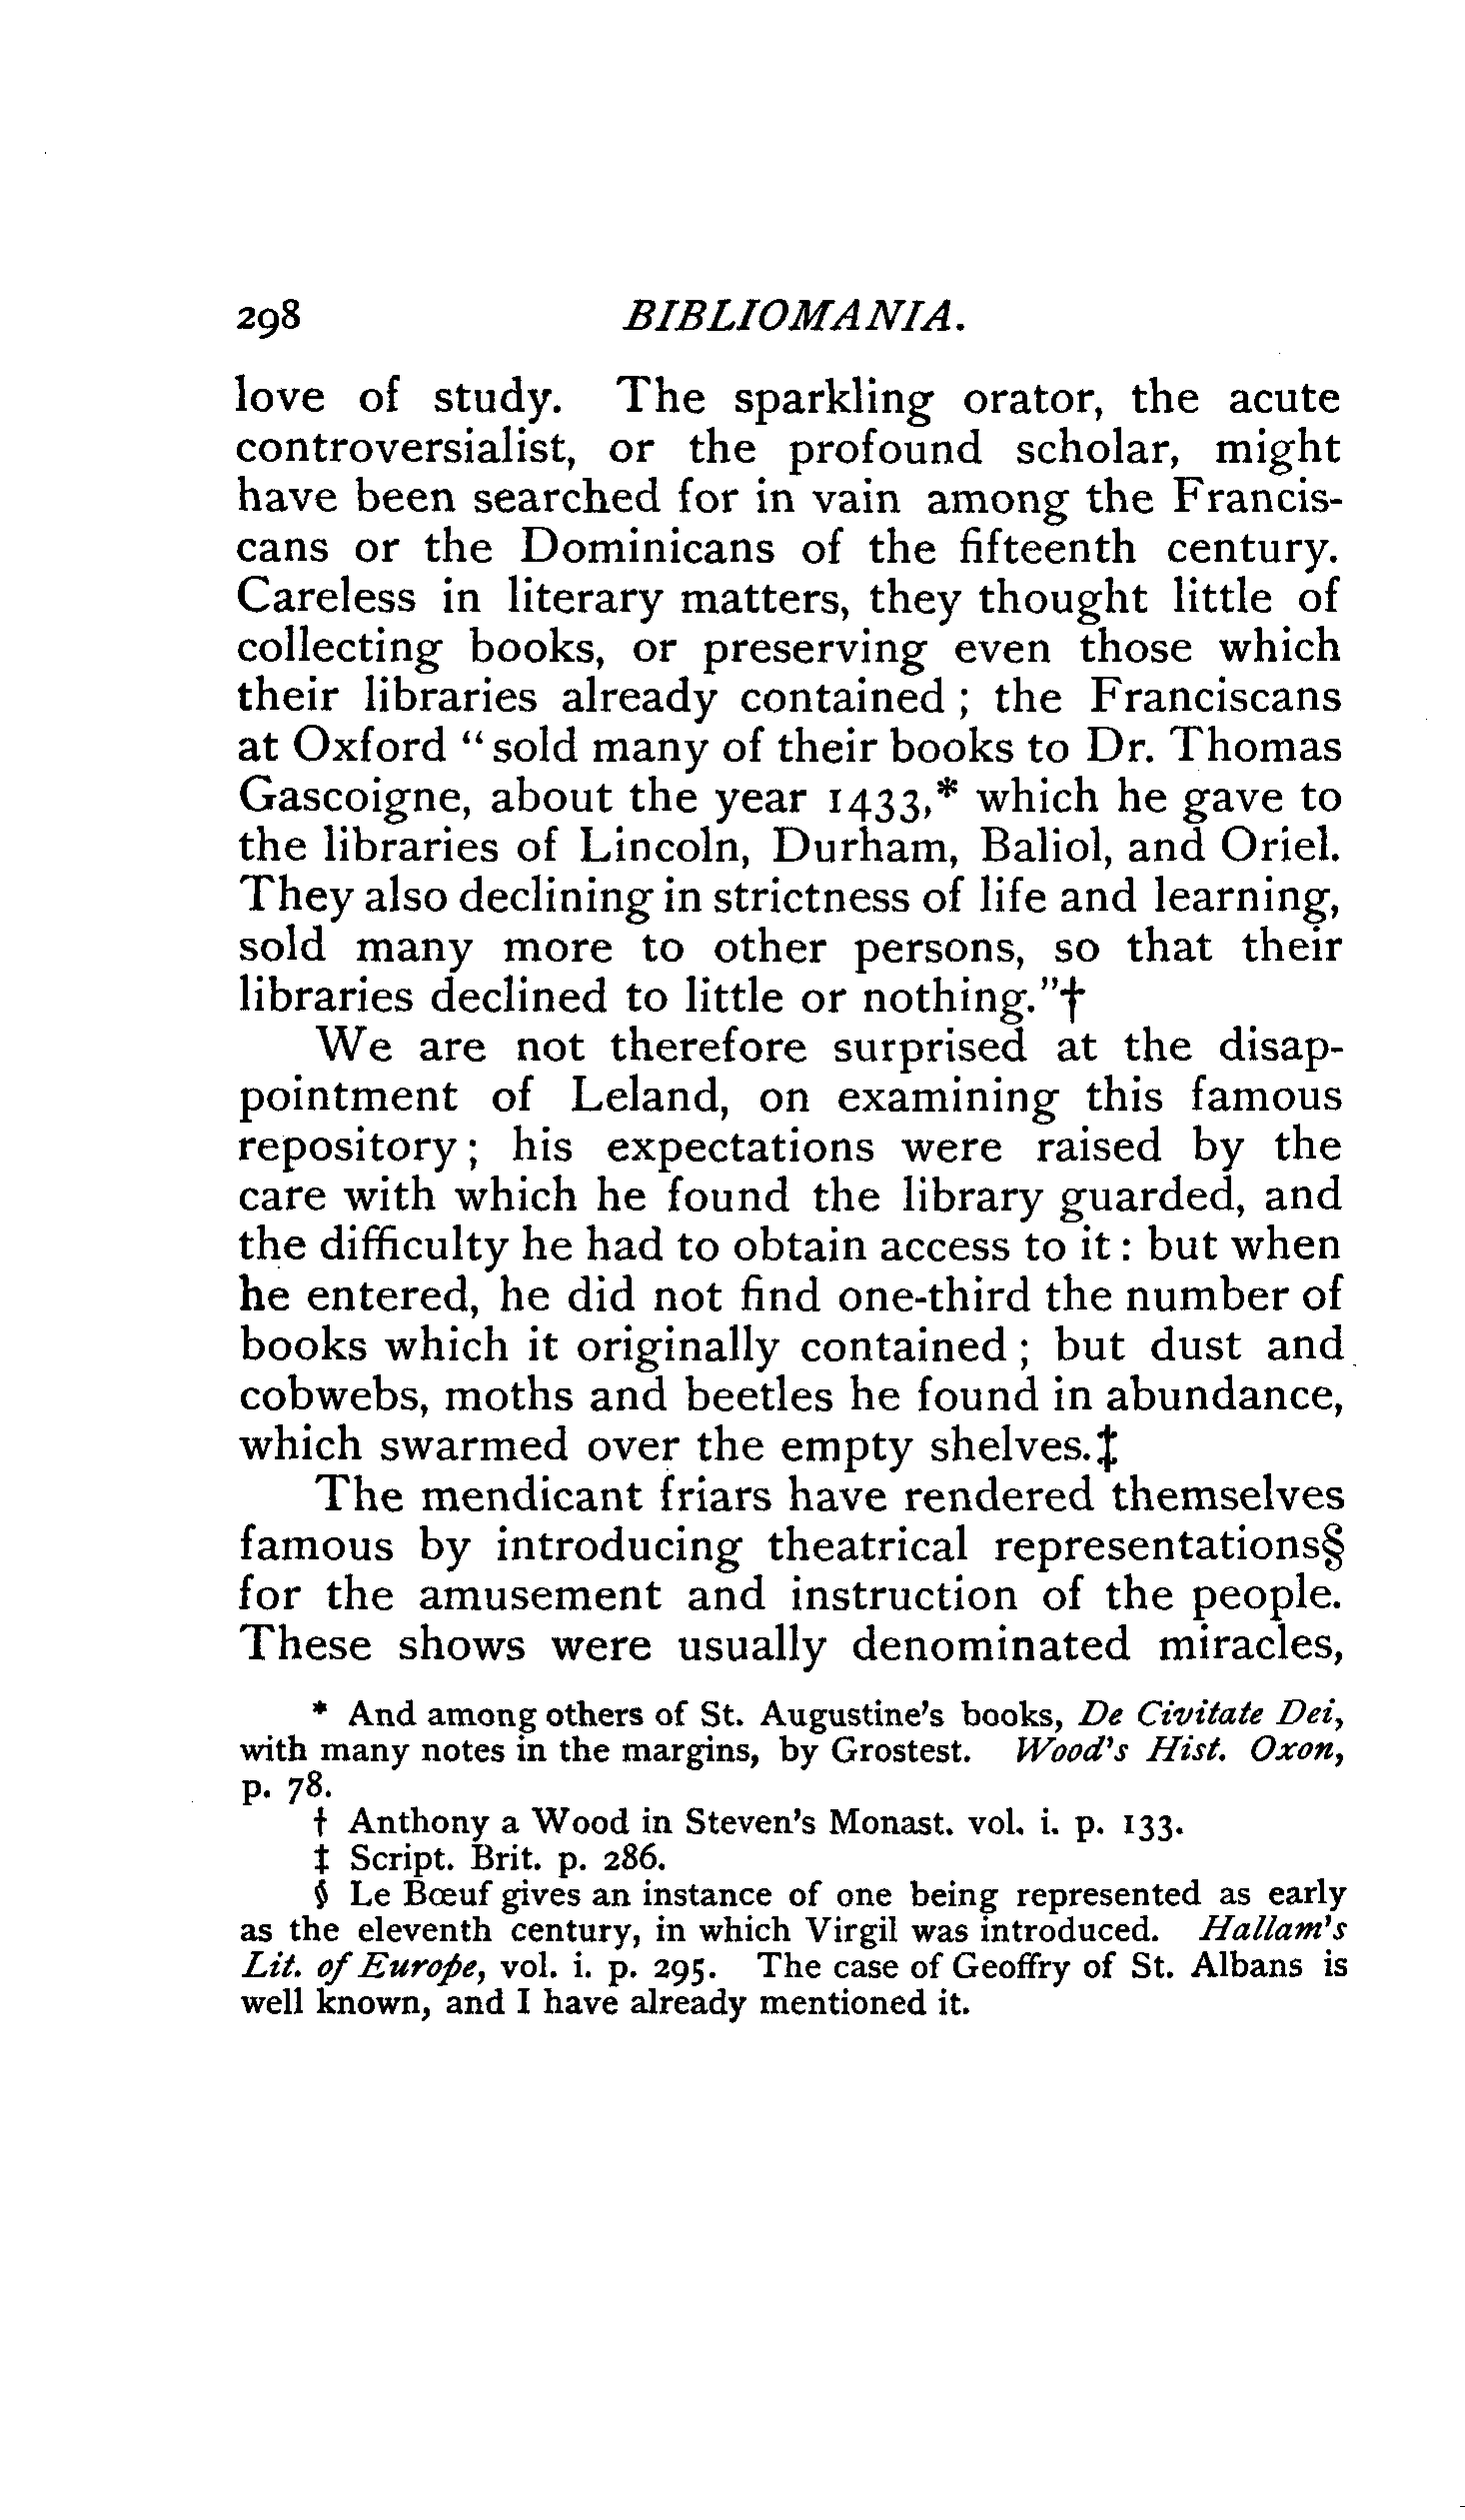 298 BIBLIOMANIA.
love of study. The sparkling orator, the acute
controversialist, or the profound scholar, might
have been searched for in vain among the Francis-
cans or the Dominicans of the fifteenth century.
Careless in literary matters, they thought little of
collecting books, or preserving even those which
their libraries already contained ; the Franciscans
at Oxford “ sold many of their books to Dr. Thomas
Gascoigne, about the year 1433,* which he gave to
the libraries of Lincoln, Durham, Baliol, and Oriel.
They also declining in strictness of life and learning,
sold many more to other persons, so that their
libraries declined to little or nothing.”†
We are not therefore surprised at the disap-
pointment of Leland, on examining this famous
repository ; his expectations were raised by the
care with which he found the library guarded, and
the difficulty he had to obtain access to it : but when
he entered, he did not find one-third the number of
books which it originally contained ; but dust and
cobwebs, moths and beetles he found in abundance,
which swarmed over the empty shelves.‡
The mendicant friars have rendered themselves
famous by introducing theatrical representations§
for the amusement and instruction of the people.
These shows were usually denominated miracles,
* And among others of St. Augustine's books, De Civitate Dei,
with many notes in the margins, by Grostest. Wood's Hist. Oxon,
p. 78.
† Anthony a Wood in Steven's Monast. vol. i. p. 133.
‡ Script. Brit. p. 286.
§ Le Bœuf gives an instance of one being represented as early
as the eleventh century, in which Virgil was introduced. Hallam's
Lit. of Europe, vol. i. p. 295. The case of Geoffry of St. Albans is
well known, and I have already mentioned it.